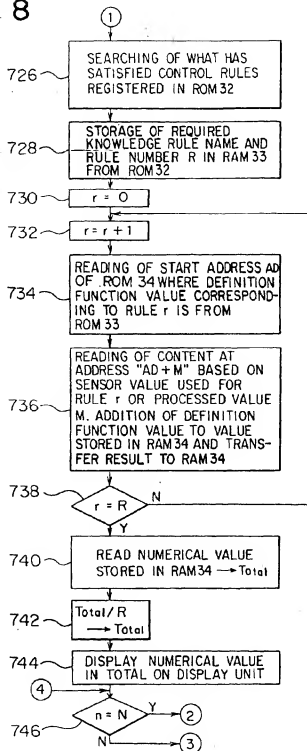 8
1
726
SEARCHING OF WHAT HAS
SATISFIED CONTROL RULES
REGISTERED IN ROM32
728
STORAGE OF REQUIRED
KNOWLEDGE RULE NAME AND
RULE NUMBER R IN RAM33
FROM ROM32
730
r = 0
732
r = r + 1
734
READING OF START ADDRESS AD
OF ROM 34 WHERE DEFINITION
FUNCTION VALUE CORRESPOND-
ING TO RULE r IS FROM
ROM33
736
READING OF CONTENT AT
ADDRESS "AD + M" BASED ON
SENSOR VALUE USED FOR
RULE r OR PROCESSED VALUE
M. ADDITION OF DEFINITION
FUNCTION VALUE TO VALUE
STORED IN RAM34 AND TRANS-
FER RESULT TO RAM34
738
r = R
N
Y
740
READ NUMERICAL VALUE
STORED IN RAM34 → Total
742
Total/R
→ Total
744
DISPLAY NUMERICAL VALUE
IN TOTAL ON DISPLAY UNIT
4
746
n = N
Y
2
N
3